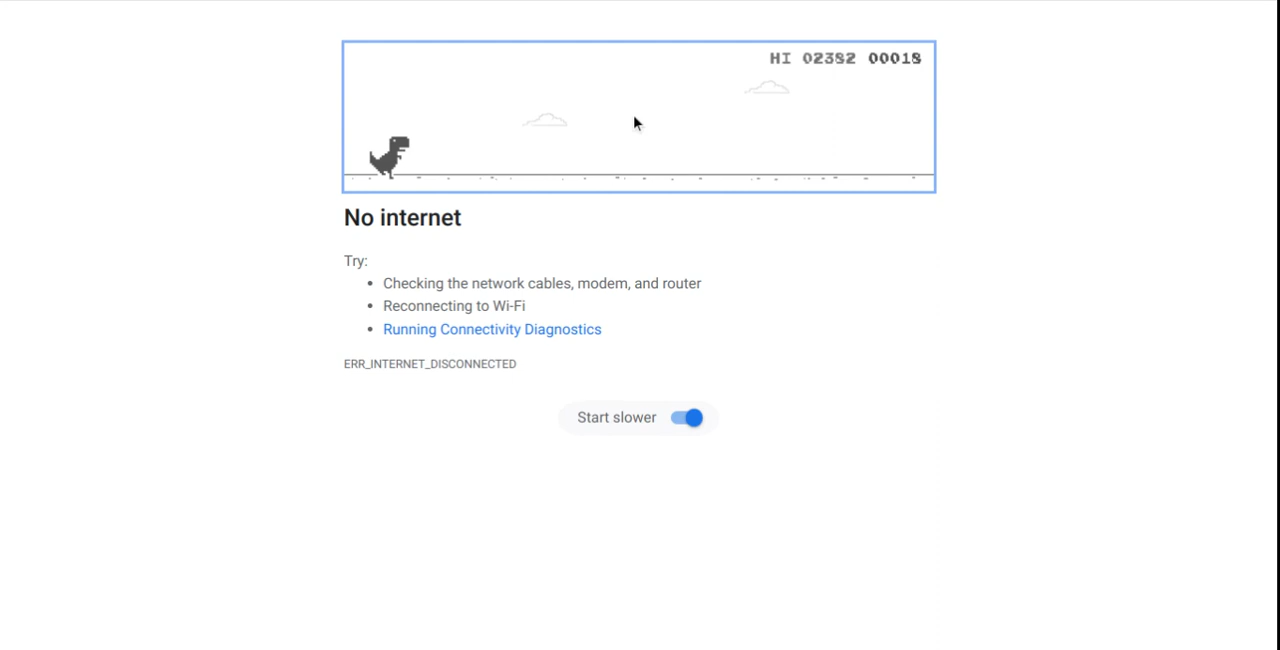 HI 02382 00018
No internet
Try:
• Checking the network cables, modem, and router
• Reconnecting to Wi-Fi
• Running Connectivity Diagnostics
ERR_INTERNET_DISCONNECTED
Start slower